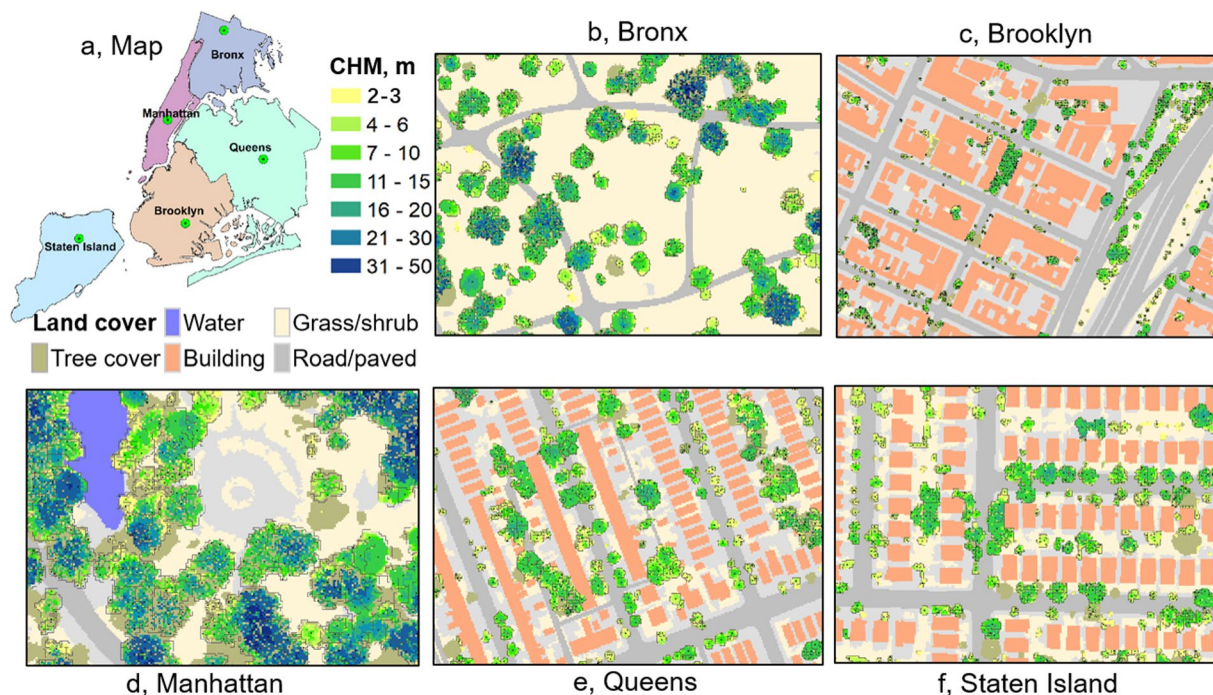 a, Map
Bronx
Manhattan
Queens
Brooklyn
Staten Island
CHM, m
2-3
4 - 6
7 - 10
11 - 15
16 - 20
21 - 30
31 - 50
Land cover
Water
Grass/shrub
Tree cover
Building
Road/paved
b, Bronx
c, Brooklyn
d, Manhattan
e, Queens
f, Staten Island